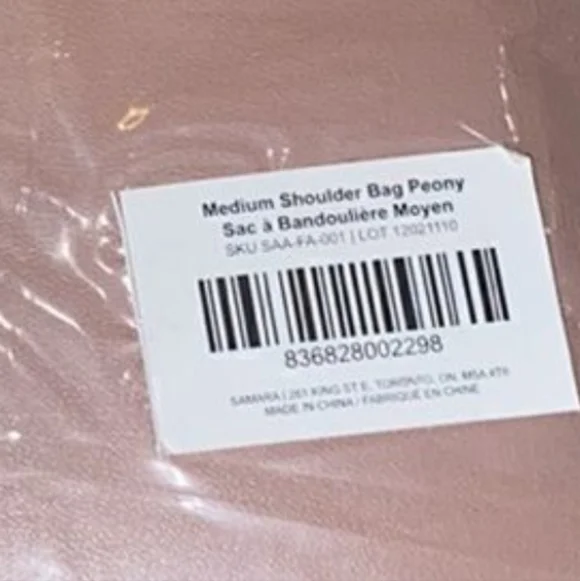 Medium Shoulder Bag Peony
Sac à Bandoulière Moyen
SKU SAA-FA-001 | LOT 12021110
836828002298
SAMARA | 261 KING ST E, TORONTO, ON, M5A
MADE IN CHINA / FABRIQUÉ EN CHINE